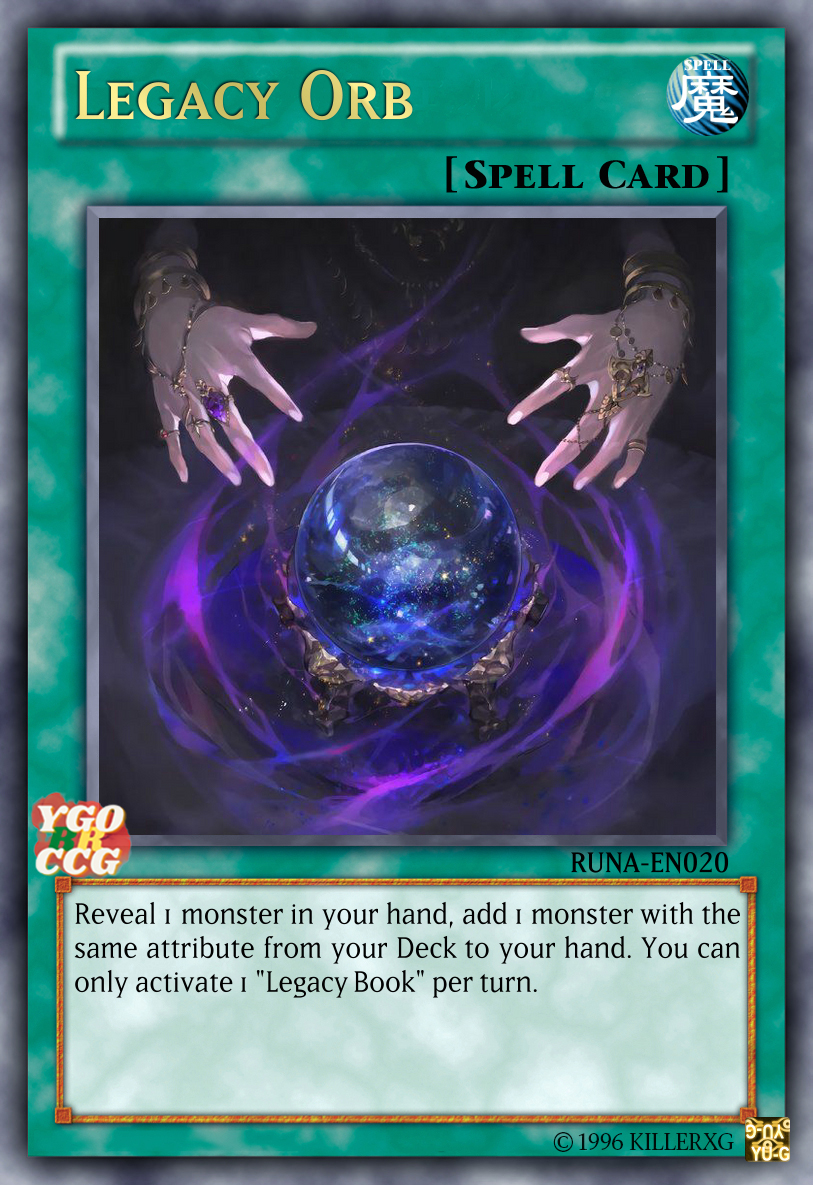 Legacy Orb
SPELL
魔
[Spell Card]
YGO
BR
CCG
RUNA-EN020
Reveal 1 monster in your hand, add 1 monster with the
same attribute from your Deck to your hand. You can
only activate 1 "Legacy Book" per turn.
© 1996 KILLERXG